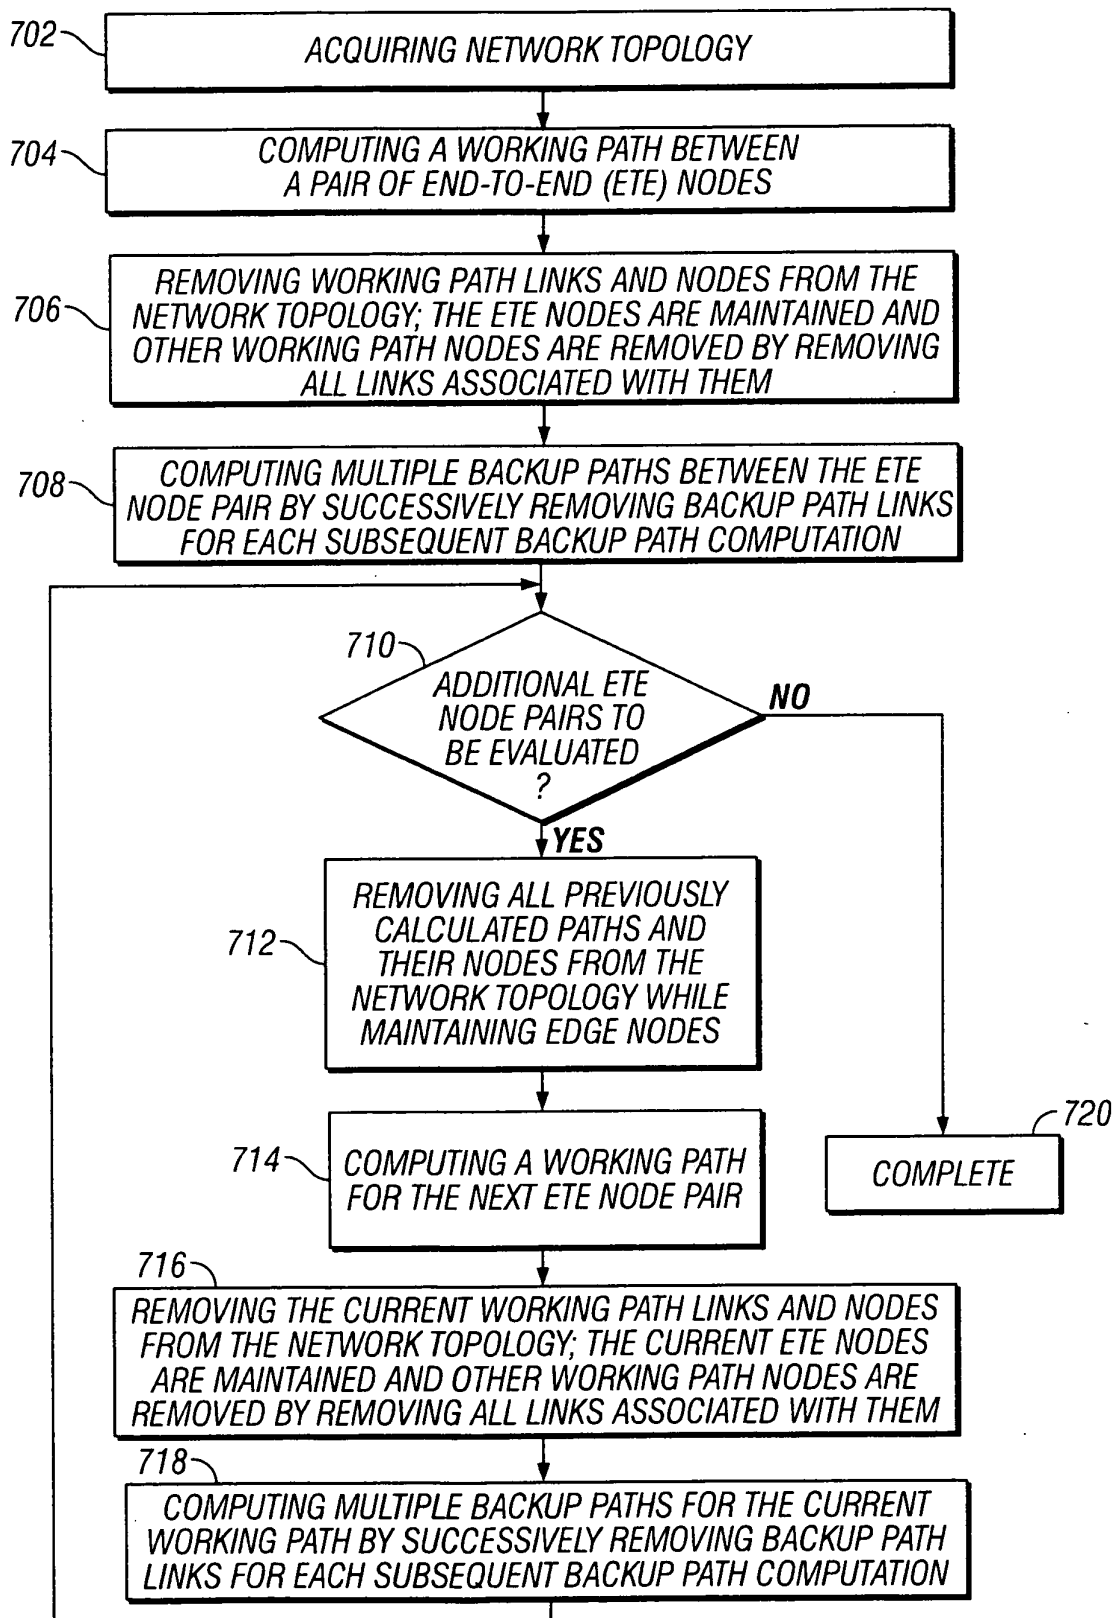 702
ACQUIRING NETWORK TOPOLOGY
704
COMPUTING A WORKING PATH BETWEEN
A PAIR OF END-TO-END (ETE) NODES
706
REMOVING WORKING PATH LINKS AND NODES FROM THE
NETWORK TOPOLOGY; THE ETE NODES ARE MAINTAINED AND
OTHER WORKING PATH NODES ARE REMOVED BY REMOVING
ALL LINKS ASSOCIATED WITH THEM
708
COMPUTING MULTIPLE BACKUP PATHS BETWEEN THE ETE
NODE PAIR BY SUCCESSIVELY REMOVING BACKUP PATH LINKS
FOR EACH SUBSEQUENT BACKUP PATH COMPUTATION
710
ADDITIONAL ETE
NODE PAIRS TO
BE EVALUATED
?
NO
YES
712
REMOVING ALL PREVIOUSLY
CALCULATED PATHS AND
THEIR NODES FROM THE
NETWORK TOPOLOGY WHILE
MAINTAINING EDGE NODES
714
COMPUTING A WORKING PATH
FOR THE NEXT ETE NODE PAIR
720
COMPLETE
716
REMOVING THE CURRENT WORKING PATH LINKS AND NODES
FROM THE NETWORK TOPOLOGY; THE CURRENT ETE NODES
ARE MAINTAINED AND OTHER WORKING PATH NODES ARE
REMOVED BY REMOVING ALL LINKS ASSOCIATED WITH THEM
718
COMPUTING MULTIPLE BACKUP PATHS FOR THE CURRENT
WORKING PATH BY SUCCESSIVELY REMOVING BACKUP PATH
LINKS FOR EACH SUBSEQUENT BACKUP PATH COMPUTATION